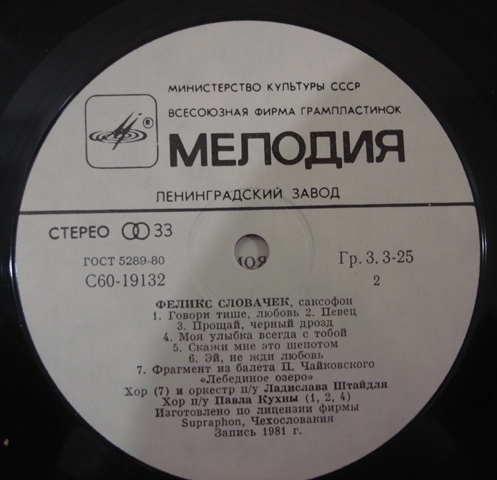 МИНИСТЕРСТВО КУЛЬТУРЫ СССР
ВСЕСОЮЗНАЯ ФИРМА ГРАМПЛАСТИНОК
®
МЕЛОДИЯ
ЛЕНИНГРАДСКИЙ ЗАВОД
СТЕРЕО 33
ГОСТ 5289-80
С60-19132
Гр. 3. 3-25
2
ФЕЛИКС СЛОВАЧЕК, саксофон
1. Говори тише, любовь 2. Певец
3. Прощай, черный дрозд
4. Моя улыбка всегда с тобой
5. Скажи мне это шепотом
6. Эй, не жди любовь
7. Фрагмент из балета П. Чайковского
«Лебединое озеро»
Хор (7) и оркестр п/у Ладислава Штайдля
Хор п/у Павла Кухны (1, 2, 4)
Изготовлено по лицензии фирмы
Supraphon, Чехословакия
Запись 1981 г.